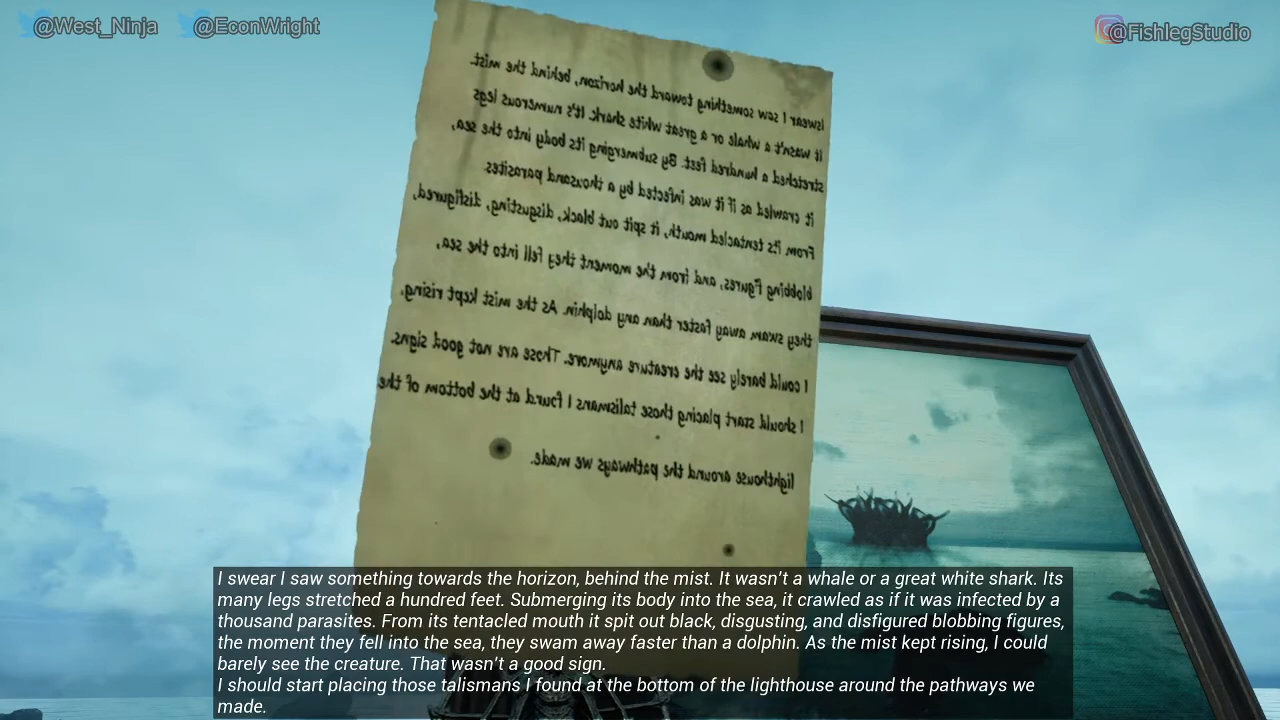 @West_Ninja
@EconWright
@FishlegStudio
I swear I saw something toward the horizon, behind the mist.
It wasn't a whale or a great white shark. It's numerous legs
stretched a hundred feet. By submerging its body into the sea,
it crawled as if it was infected by a thousand parasites.
From its tentacled mouth, it spit out black, disgusting, disfigured,
blobbing figures, and from the moment they fell into the sea,
they swam away faster than any dolphin. As the mist kept rising,
I could barely see the creature anymore. Those are not good signs.
I should start placing those talismans I found at the bottom of the
lighthouse around the pathways we made.
I swear I saw something towards the horizon, behind the mist. It wasn't a whale or a great white shark. Its
many legs stretched a hundred feet. Submerging its body into the sea, it crawled as if it was infected by a
thousand parasites. From its tentacled mouth it spit out black, disgusting, and disfigured blobbing figures,
the moment they fell into the sea, they swam away faster than a dolphin. As the mist kept rising, I could
barely see the creature. That wasn't a good sign.
I should start placing those talismans I found at the bottom of the lighthouse around the pathways we
made.